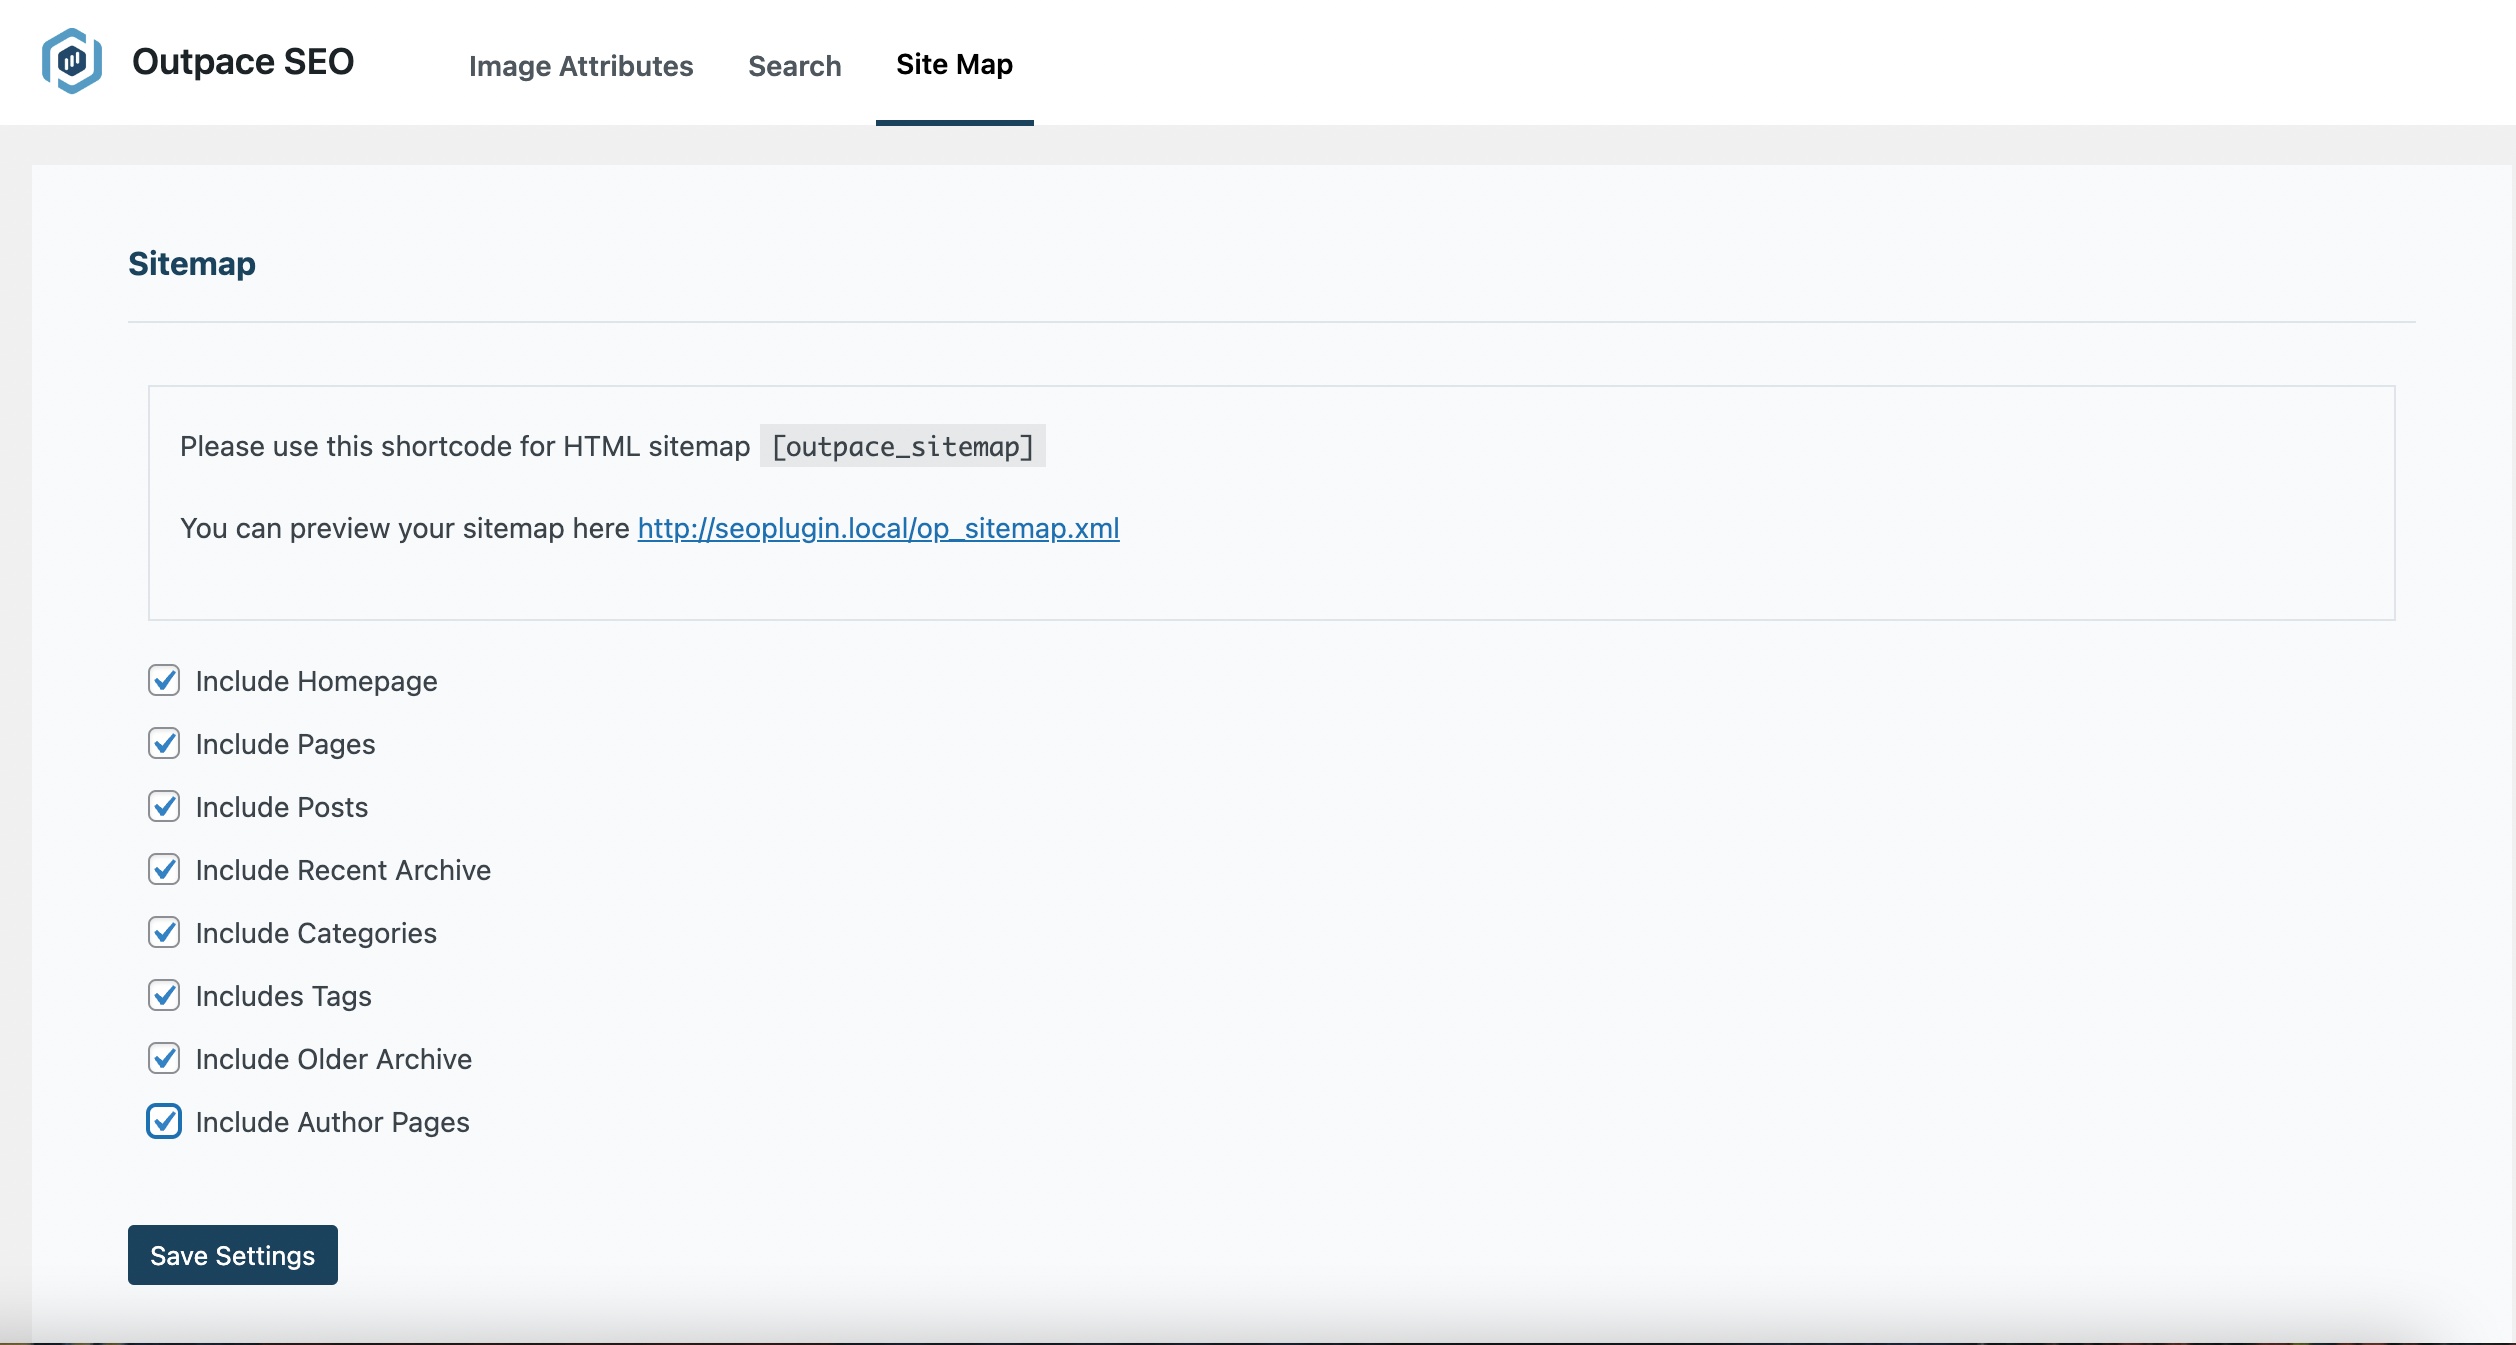 Outpace SEO
Image Attributes
Search
Site Map
Sitemap
Please use this shortcode for HTML sitemap [outpace_sitemap]
You can preview your sitemap here http://seoplugin.local/op_sitemap.xml
Include Homepage
Include Pages
Include Posts
Include Recent Archive
Include Categories
Includes Tags
Include Older Archive
Include Author Pages
Save Settings